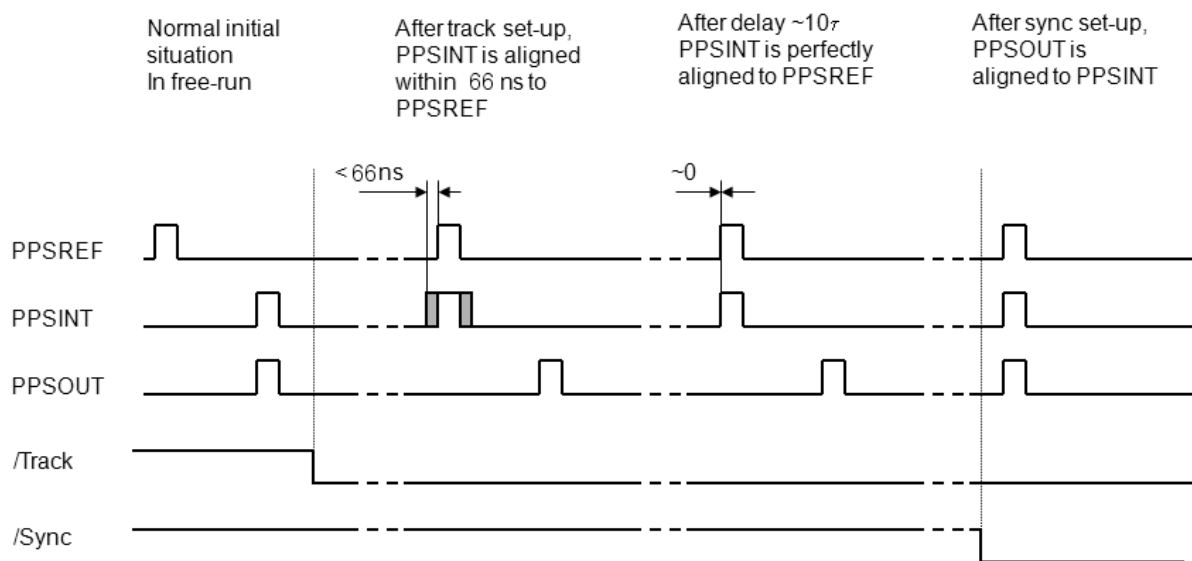 Normal initial
situation
In free-run
After track set-up,
PPSINT is aligned
within 66 ns to
PPSREF
After delay ~10τ
PPSINT is perfectly
aligned to PPSREF
After sync set-up,
PPSOUT is
aligned to PPSINT
<66ns
~0
PPSREF
PPSINT
PPSOUT
/Track
/Sync